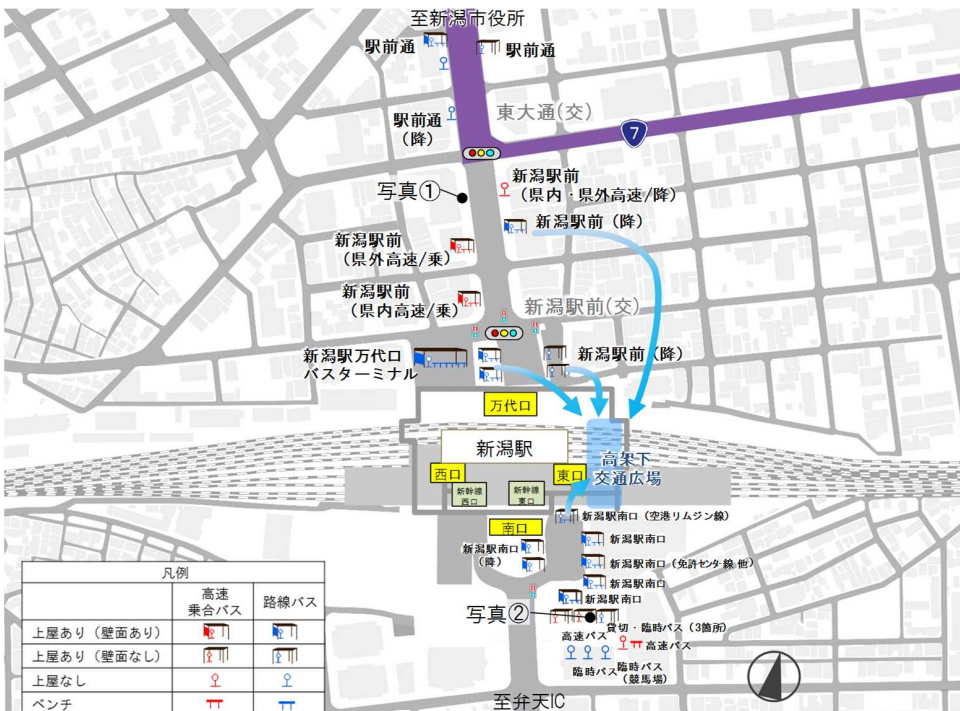 至新潟市役所
駅前通
駅前通
駅前通
(降)
東大通(交)
7
写真①
新潟駅前
(県内・県外高速/降)
新潟駅前(降)
新潟駅前
(県外高速/乗)
新潟駅前
(県内高速/乗)
新潟駅前(交)
新潟駅万代口
バスターミナル
新潟駅前(降)
万代口
新潟駅
西口
東口
高架下
交通広場
新幹線
西口
新幹線
東口
南口
新潟駅南口(空港リムジン線)
新潟駅南口
(降)
新潟駅南口
新潟駅南口(免許センター線 他)
新潟駅南口
新潟駅南口
写真②
貸切・臨時バス(3箇所)
高速バス
高速バス
臨時バス
臨時バス
(競馬場)
至弁天IC
凡例
高速
乗合バス
路線バス
上屋あり(壁面あり)
上屋あり(壁面なし)
上屋なし
ベンチ